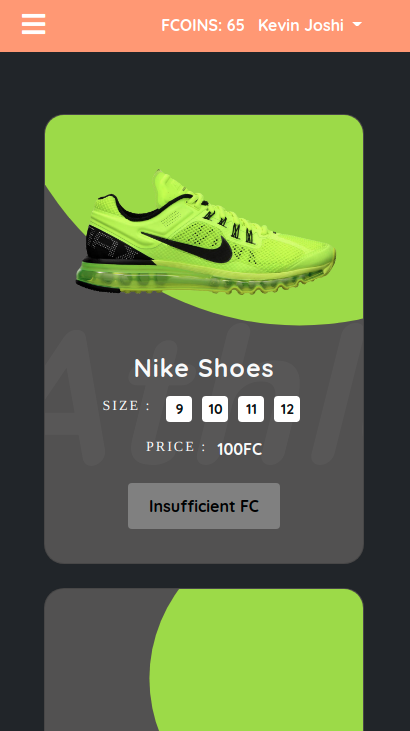 FCOINS: 65 Kevin Joshi
Nike Shoes
SIZE : 9 10 11 12
PRICE : 100FC
Insufficient FC